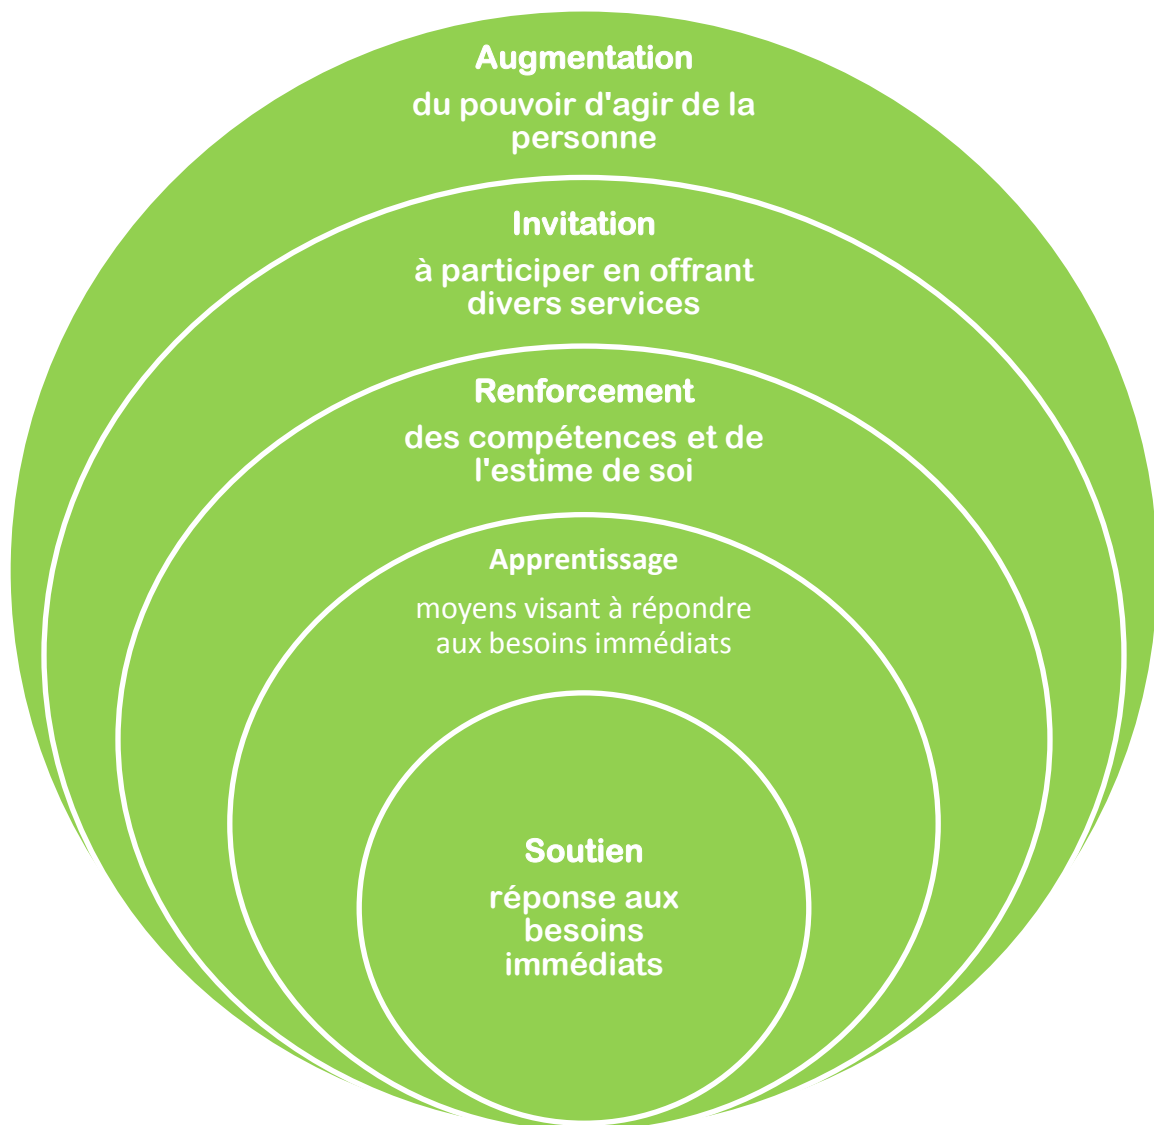 Augmentation
du pouvoir d'agir de la
personne
Invitation
à participer en offrant
divers services
Renforcement
des compétences et de
l'estime de soi
Apprentissage
moyens visant à répondre
aux besoins immédiats
Soutien
réponse aux
besoins
immédiats